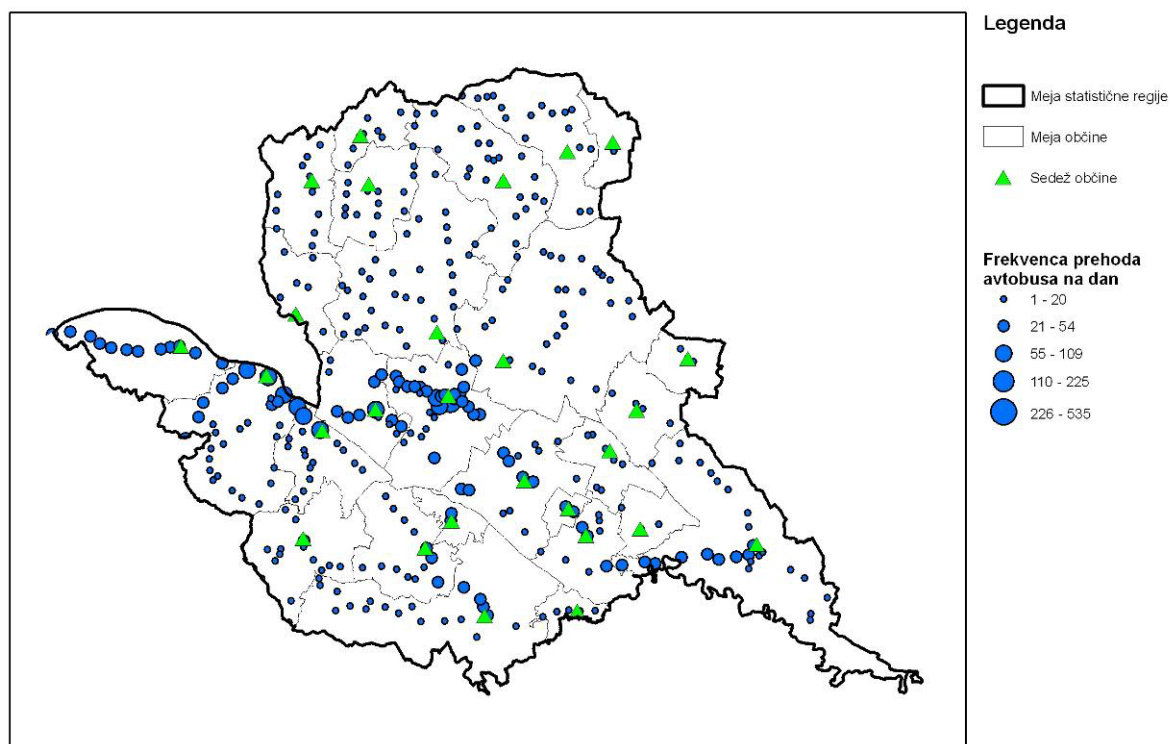 Legenda
Meja statistične regije
Meja občine
Sedež občine
Frekvenca prehoda
avtobusa na dan
1 - 20
21 - 54
55 - 109
110 - 225
226 - 535